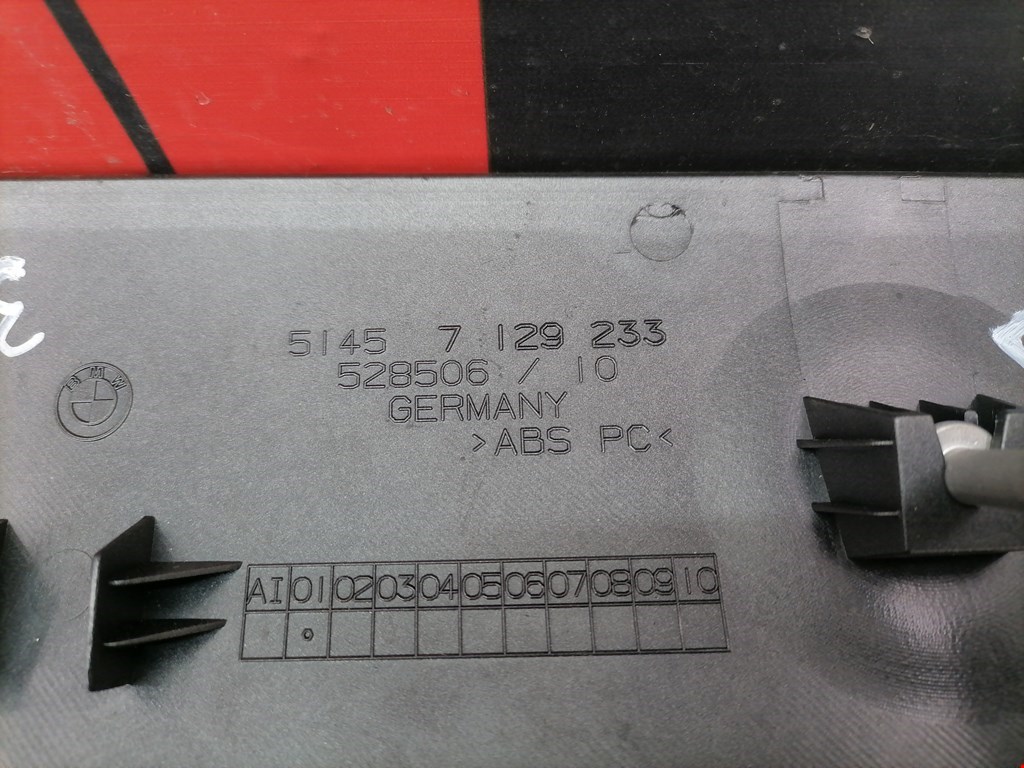 5145 7 129 233
528506 / 10
BMW
GERMANY
>ABS PC<
AI 01 02 03 04 05 06 07 08 09 10